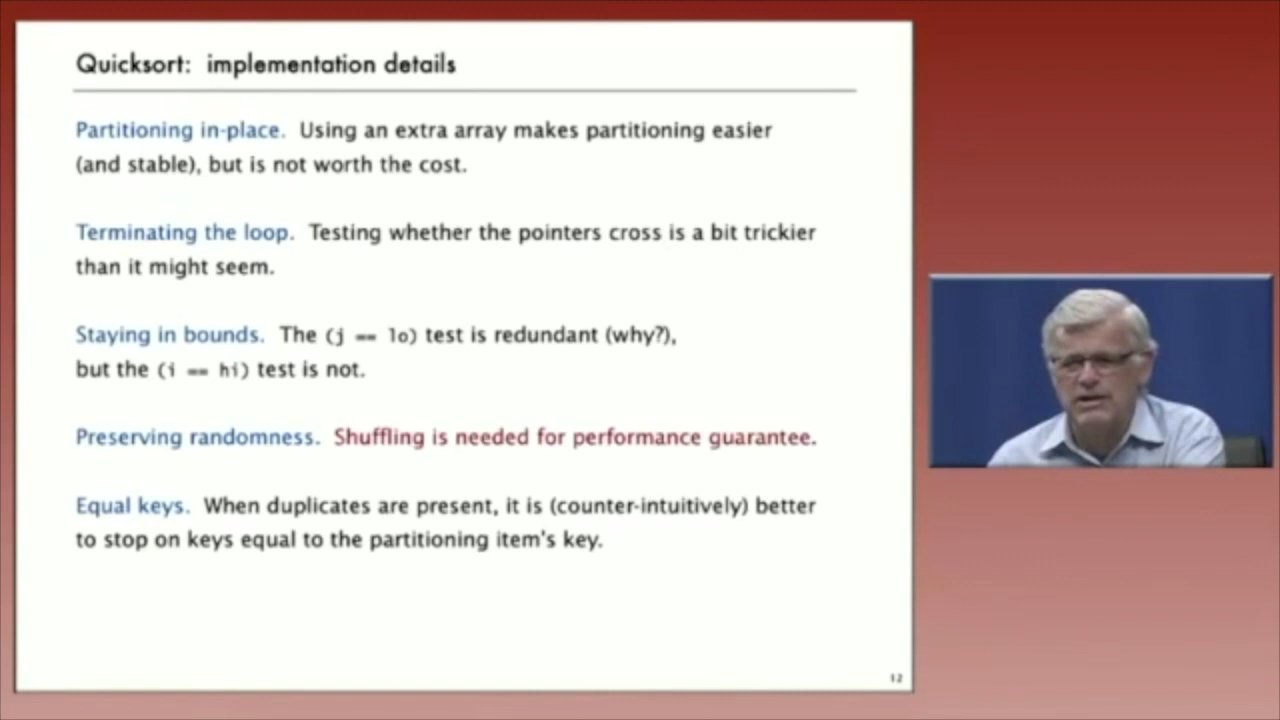 Quicksort: implementation details
Partitioning in-place. Using an extra array makes partitioning easier
(and stable), but is not worth the cost.
Terminating the loop. Testing whether the pointers cross is a bit trickier
than it might seem.
Staying in bounds. The (j == lo) test is redundant (why?),
but the (i == hi) test is not.
Preserving randomness. Shuffling is needed for performance guarantee.
Equal keys. When duplicates are present, it is (counter-intuitively) better
to stop on keys equal to the partitioning item's key.
12